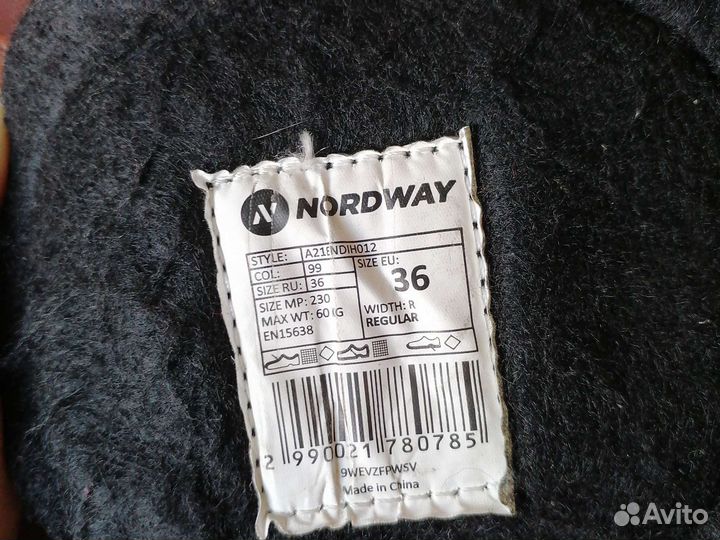 NORDWAY
STYLE: A21ENDIH012
COL: 99
SIZE RU: 36
SIZE MP: 230
MAX WT: 60 KG
EN15638
SIZE EU:
36
WIDTH: R
REGULAR
2 990021 780785
9WEVZFPWSV
Made in China
Avito